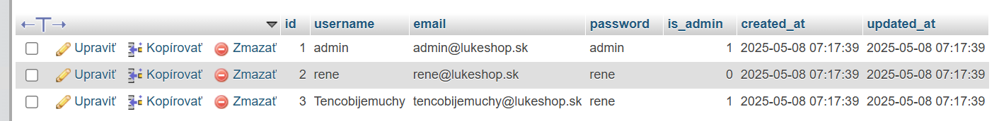 id username email password is_admin created_at updated_at
Upraviť Kopírovať Zmazať 1 admin admin@lukeshop.sk admin 1 2025-05-08 07:17:39 2025-05-08 07:17:39
Upraviť Kopírovať Zmazať 2 rene rene@lukeshop.sk rene 0 2025-05-08 07:17:39 2025-05-08 07:17:39
Upraviť Kopírovať Zmazať 3 Tencobijemuchy tencobijemuchy@lukeshop.sk rene 1 2025-05-08 07:17:39 2025-05-08 07:17:39